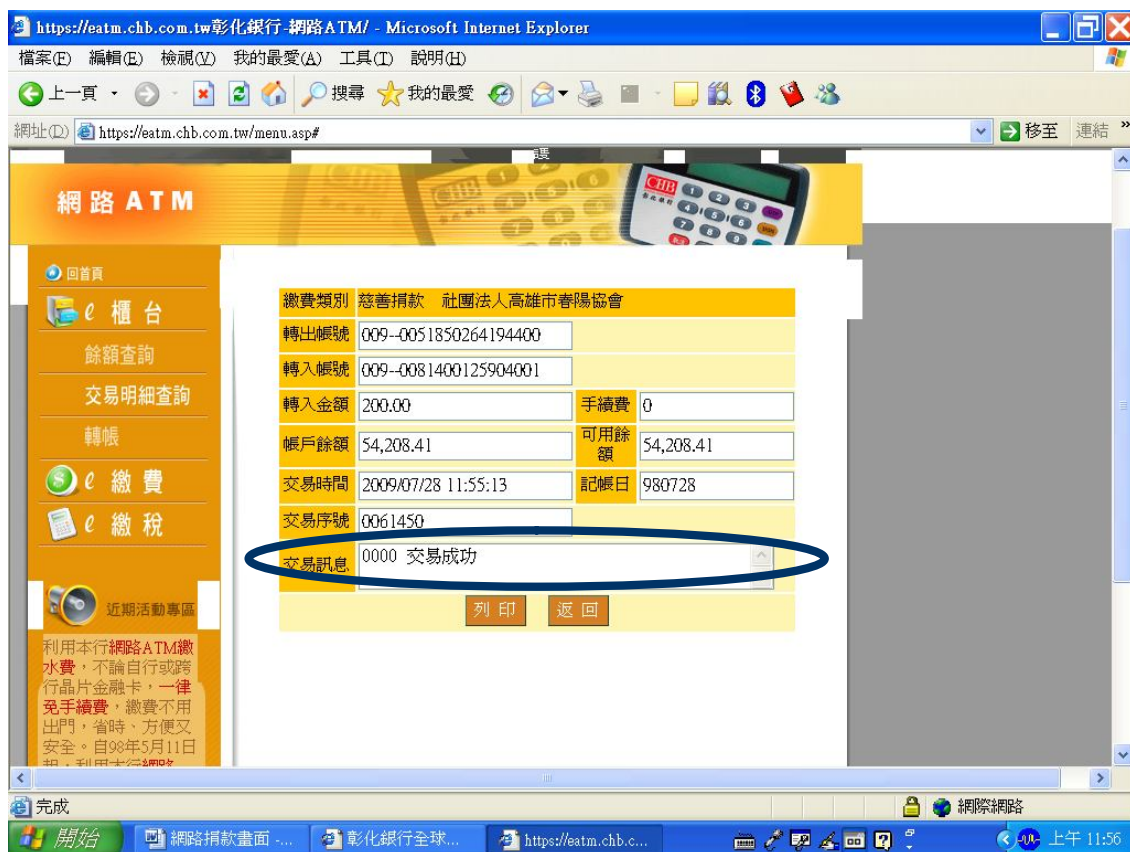 https://eatm.chb.com.tw彰化銀行-網路ATM/ - Microsoft Internet Explorer
檔案(F) 編輯(E) 檢視(V) 我的最愛(A) 工具(T) 說明(H)
上一頁 搜尋 我的最愛
網址(D) https://eatm.chb.com.tw/menu.asp# 移至 連結 »
護
網路ATM
CHB
彰化銀行
回首頁
e 櫃台
餘額查詢
交易明細查詢
轉帳
e 繳費
e 繳稅
繳費類別 慈善捐款 社團法人高雄市春陽協會
轉出帳號 009--0051850264194400
轉入帳號 009--0081400125904001
轉入金額 200.00 手續費 0
帳戶餘額 54,208.41 可用餘額 54,208.41
交易時間 2009/07/28 11:55:13 記帳日 980728
交易序號 0061450
交易訊息 0000 交易成功
列印 返回
近期活動專區
利用本行網路ATM繳
水費，不論自行或跨
行晶片金融卡，一律
免手續費，繳費不用
出門，省時、方便又
安全。自98年5月11日
完成 網際網路
開始 網路捐款畫面 -... 彰化銀行全球... https://eatm.chb.c... 上午 11:56